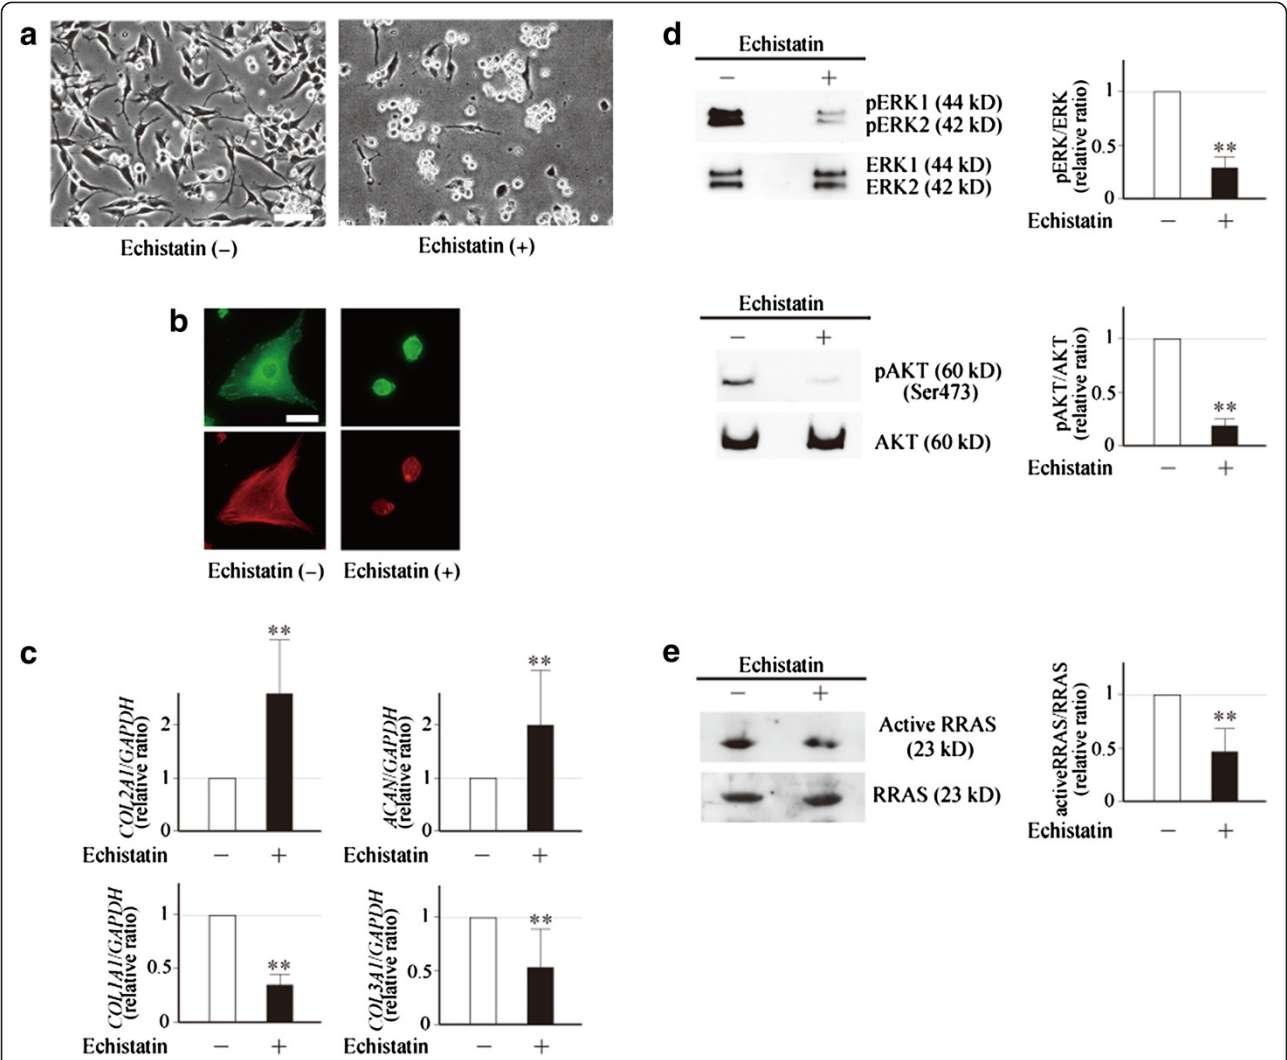 a
Echistatin (−)
Echistatin (+)
b
Echistatin (−)
Echistatin (+)
c
**
COL2A1/GAPDH
(relative ratio)
2
1
0
Echistatin
−
+
**
ACAN/GAPDH
(relative ratio)
2
1
0
Echistatin
−
+
**
COL1A1/GAPDH
(relative ratio)
1
0.5
0
Echistatin
−
+
**
COL3A1/GAPDH
(relative ratio)
1
0.5
0
Echistatin
−
+
d
Echistatin
−
+
pERK1 (44 kD)
pERK2 (42 kD)
ERK1 (44 kD)
ERK2 (42 kD)
pERK/ERK
(relative ratio)
1
0.5
0
**
Echistatin
−
+
Echistatin
−
+
pAKT (60 kD)
(Ser473)
AKT (60 kD)
pAKT/AKT
(relative ratio)
1
0.5
0
**
Echistatin
−
+
e
Echistatin
−
+
Active RRAS
(23 kD)
RRAS (23 kD)
activeRRAS/RRAS
(relative ratio)
1
0.5
0
**
Echistatin
−
+